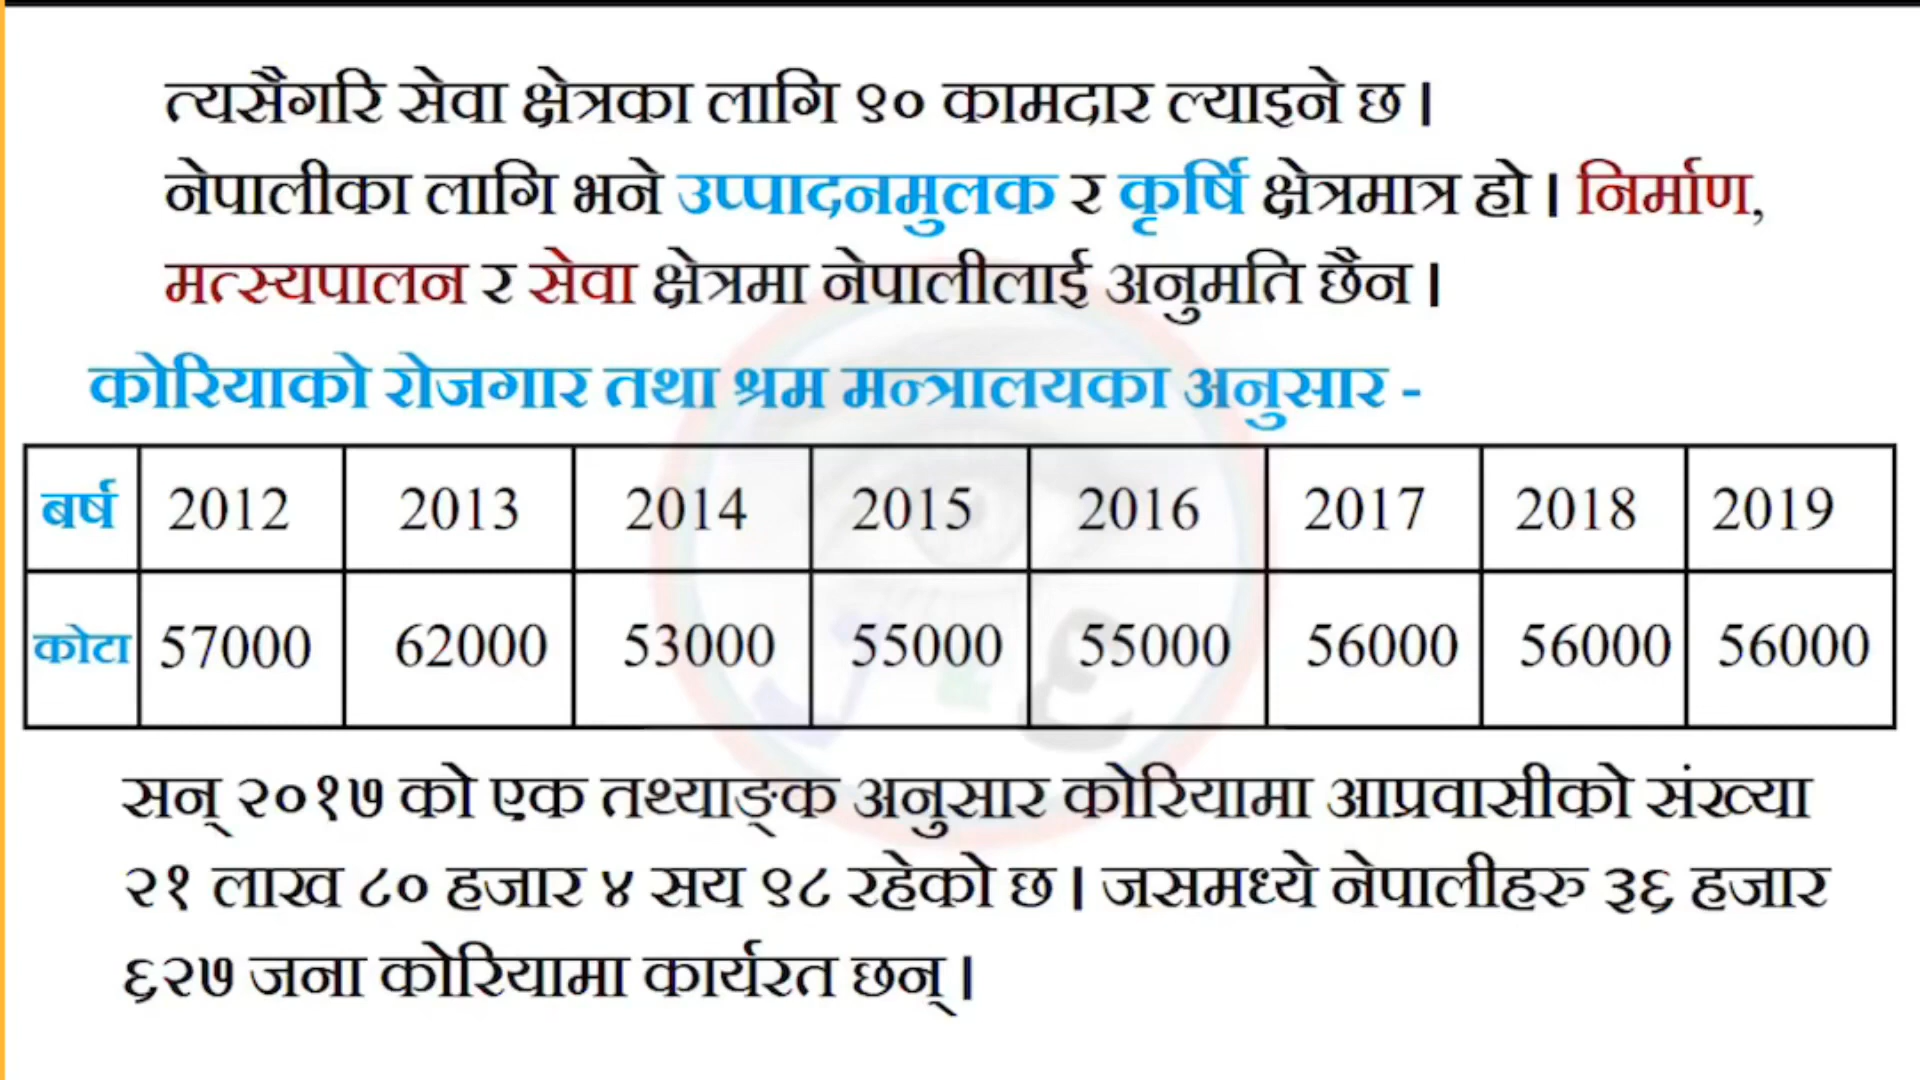 त्यसैगरि सेवा क्षेत्रका लागि ९० कामदार ल्याइने छ ।
नेपालीका लागि भने उप्पादनमुलक र कृर्षि क्षेत्रमात्र हो । निर्माण,
मत्स्यपालन र सेवा क्षेत्रमा नेपालीलाई अनुमति छैन ।
कोरियाको रोजगार तथा श्रम मन्त्रालयका अनुसार -
बर्ष 2012 2013 2014 2015 2016 2017 2018 2019
कोटा 57000 62000 53000 55000 55000 56000 56000 56000
सन् २०१७ को एक तथ्याङ्क अनुसार कोरियामा आप्रवासीको संख्या
२१ लाख ८० हजार ४ सय ९८ रहेको छ । जसमध्ये नेपालीहरु ३६ हजार
६२७ जना कोरियामा कार्यरत छन् ।